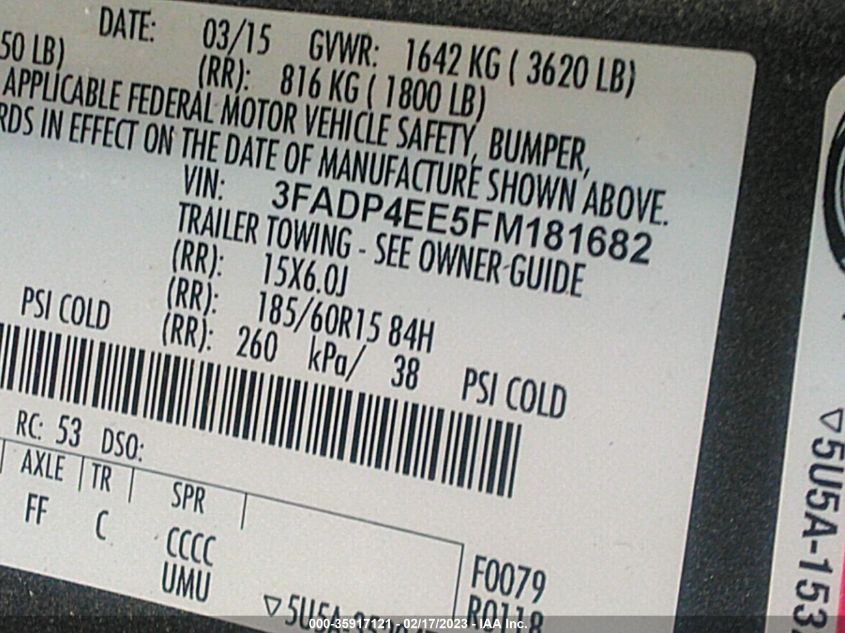 DATE: 03/15 GVWR: 1642 KG ( 3620 LB)
50 LB) (RR): 816 KG ( 1800 LB)
APPLICABLE FEDERAL MOTOR VEHICLE SAFETY, BUMPER,
RDS IN EFFECT ON THE DATE OF MANUFACTURE SHOWN ABOVE.
VIN: 3FADP4EE5FM181682
TRAILER TOWING - SEE OWNER GUIDE
(RR): 15X6.0J
(RR): 185/60R15 84H
PSI COLD (RR): 260 kPa/ 38 PSI COLD
RC: 53 DSO:
AXLE TR SPR
FF C CCCC
UMU
F0079
R0118
▽5U5A-
▽5U5A-153
000-35917121 - 02/17/2023 - IAA Inc.